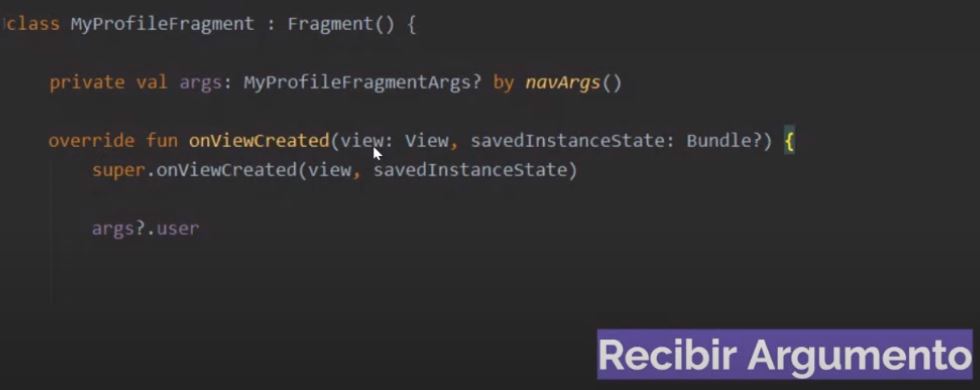 class MyProfileFragment : Fragment() {
private val args: MyProfileFragmentArgs? by navArgs()
override fun onViewCreated(view: View, savedInstanceState: Bundle?) {
super.onViewCreated(view, savedInstanceState)
args?.user
Recibir Argumento